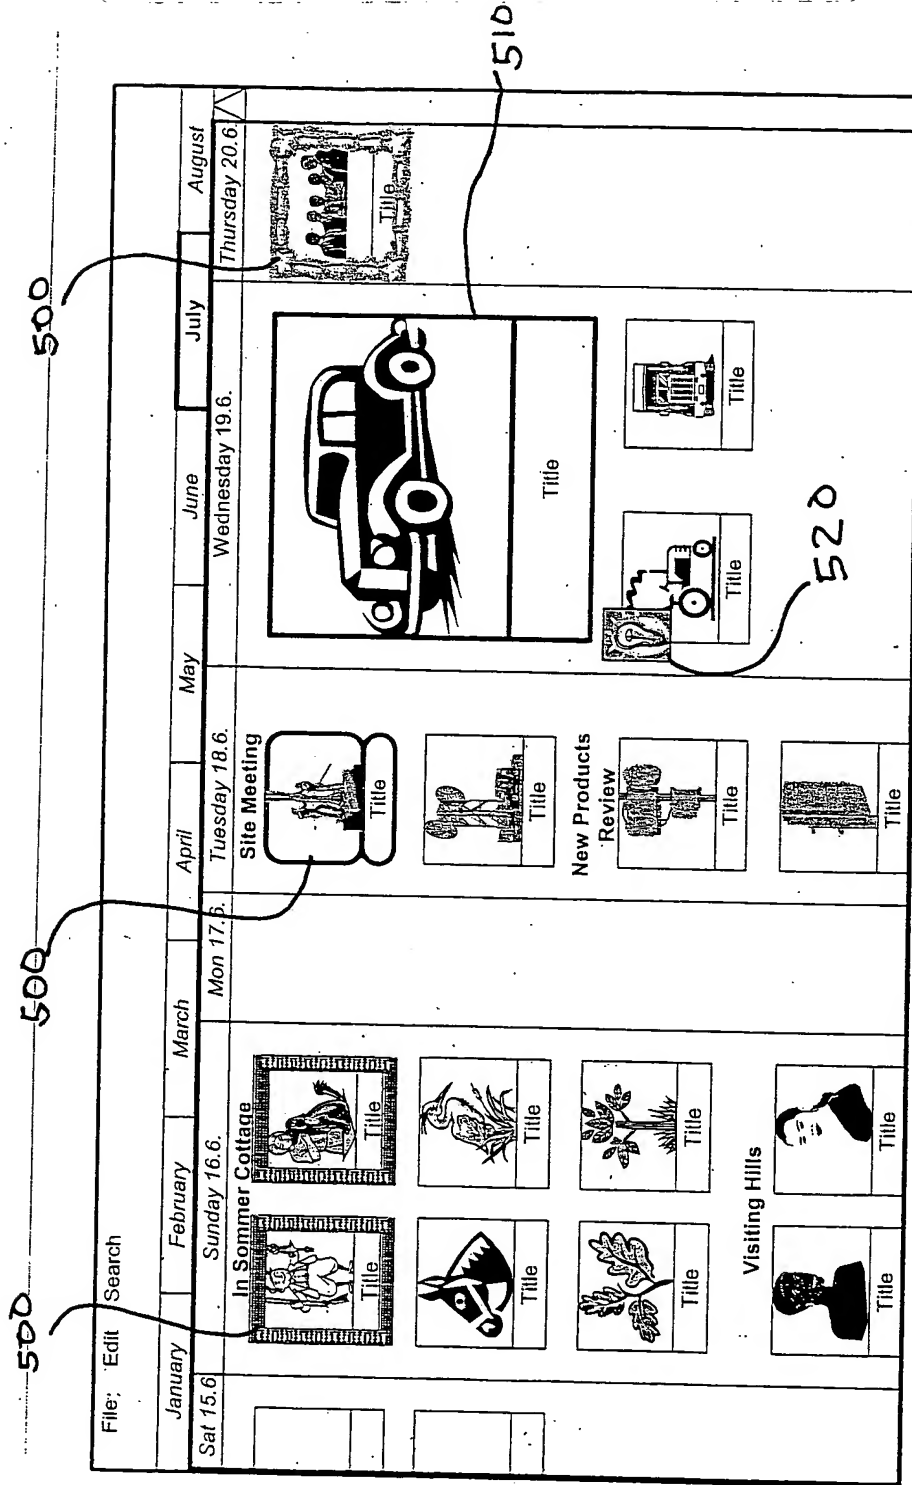 500 500 500
File: Edit Search
January February March April May June July August
Sat 15.6 Sunday 16.6. Mon 17.6. Tuesday 18.6. Wednesday 19.6. Thursday 20.6.
In Sommer Cottage
Title Title
Title Title
Title Title
Visiting Hills
Title Title
Site Meeting
Title
Title
New Products
Review
Title
Title
Title
Title Title
Title
510
520